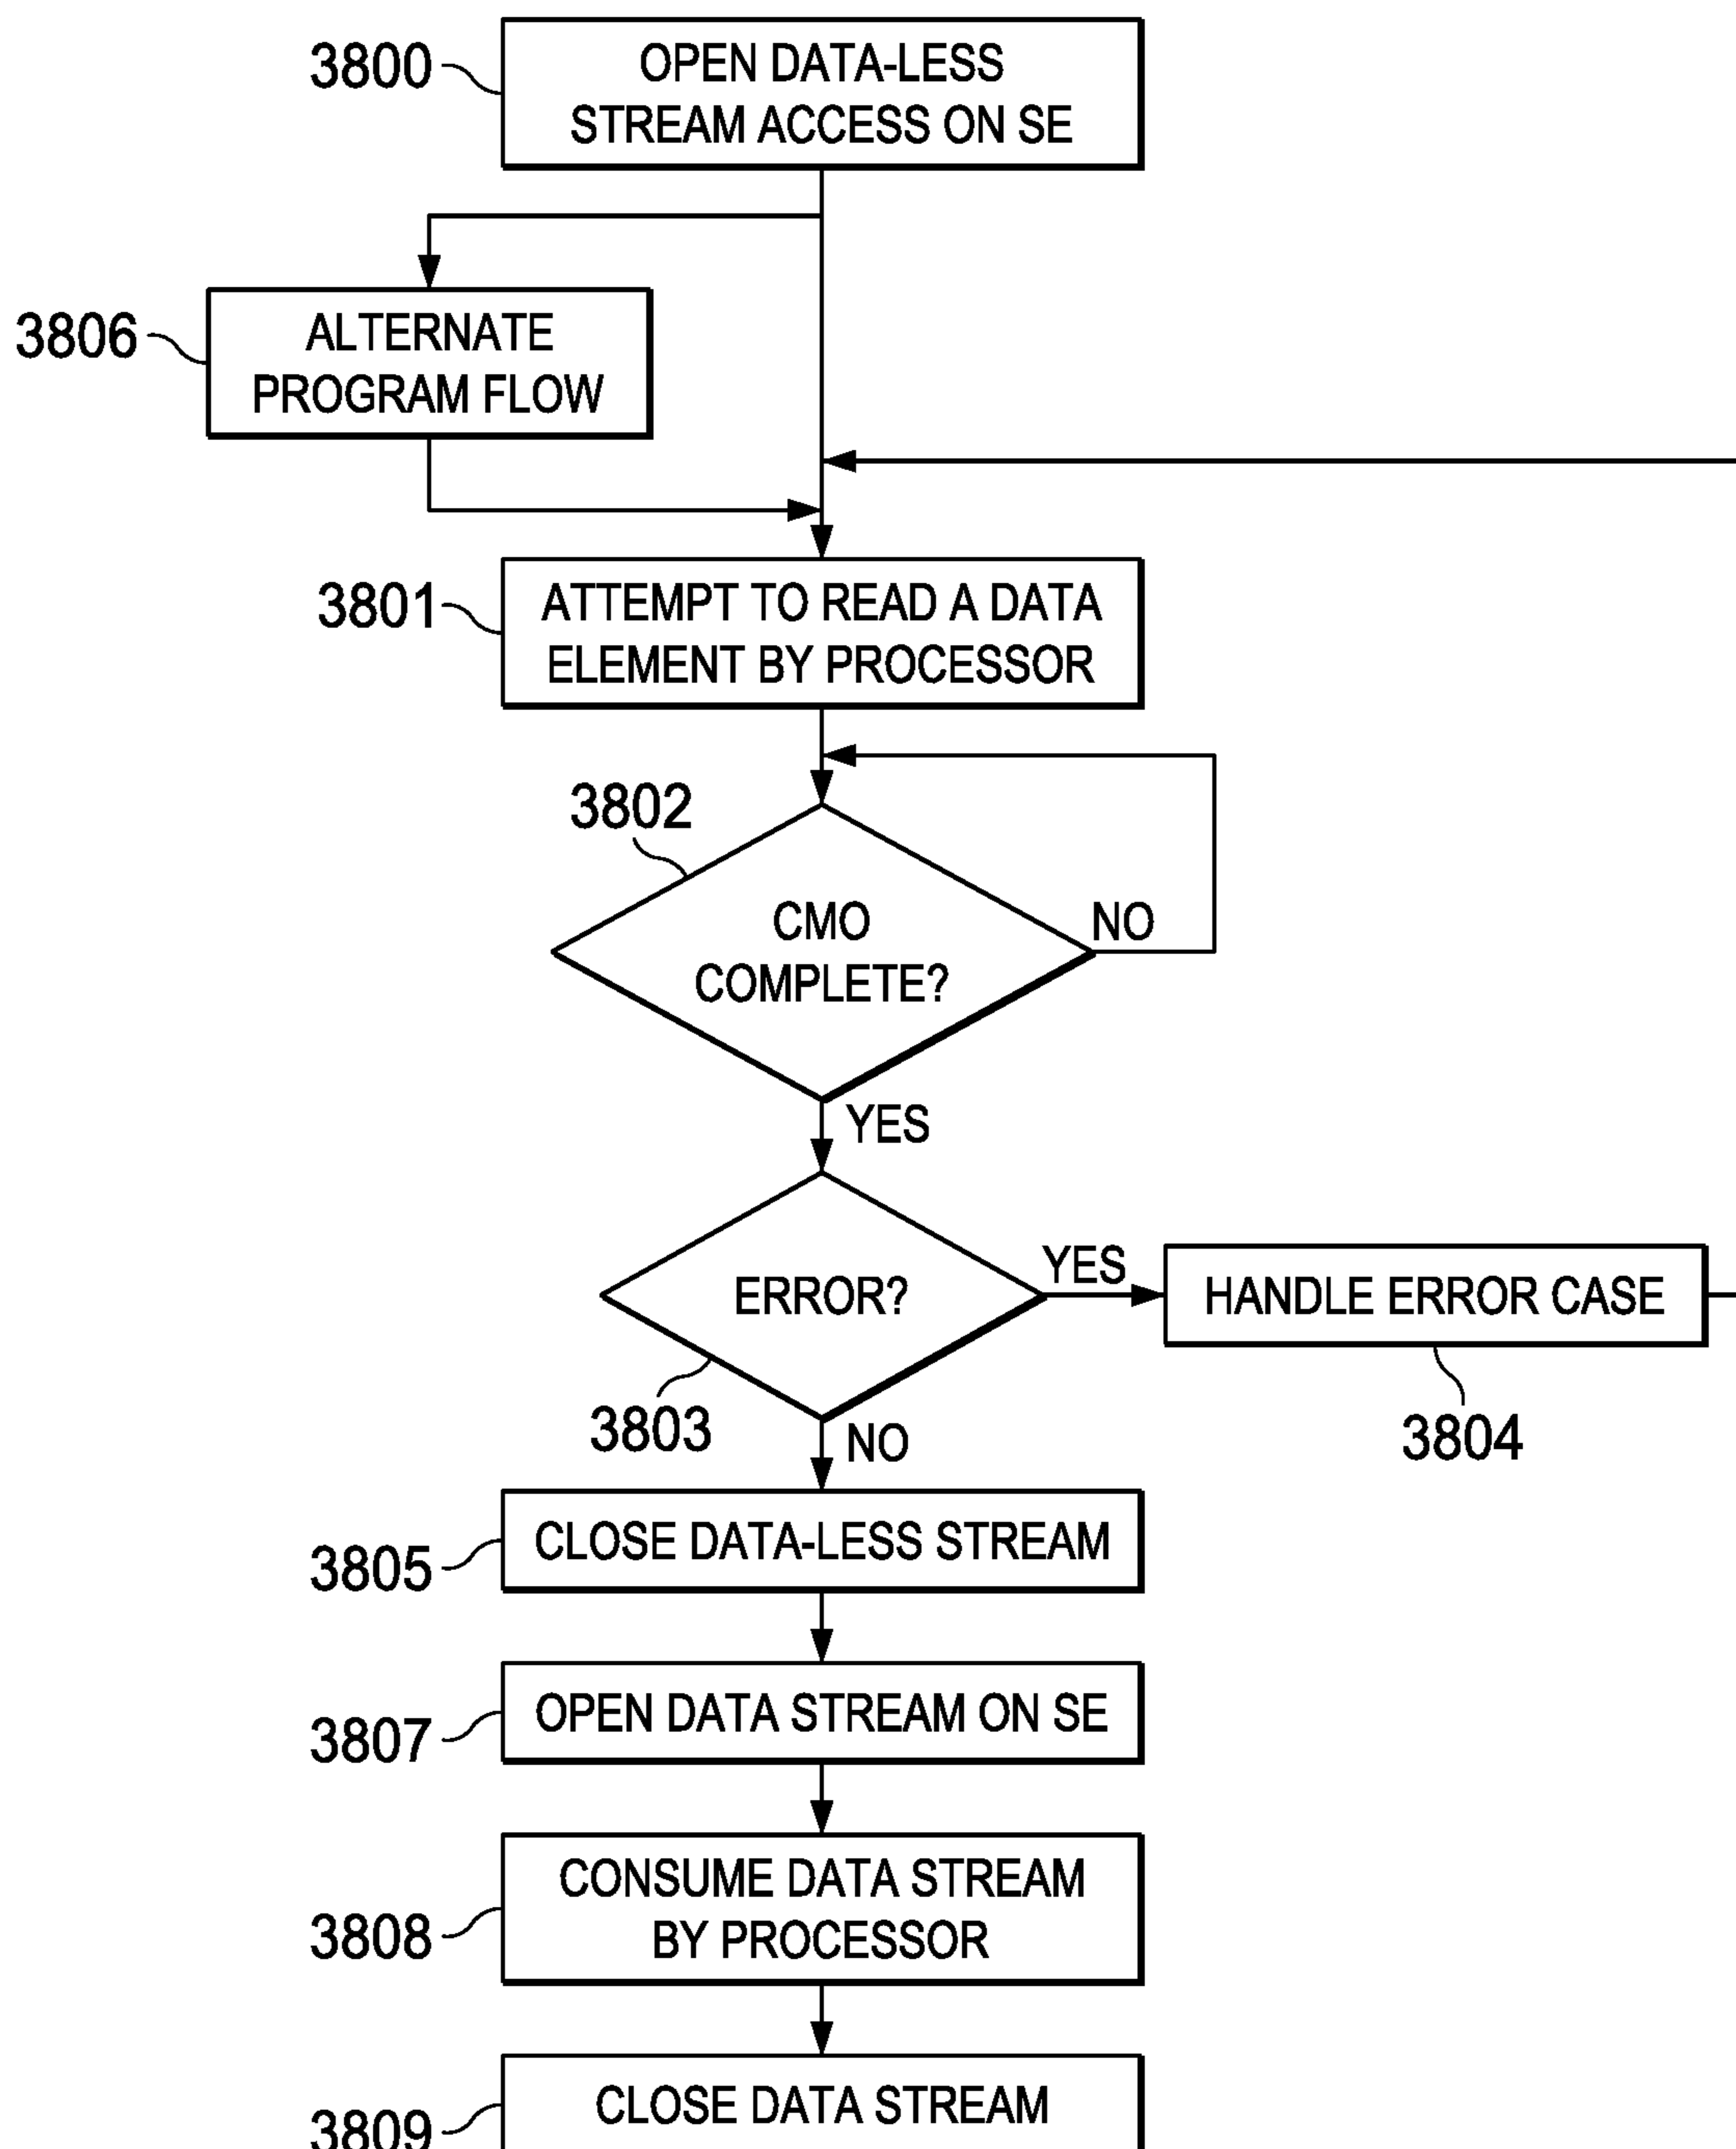 3800
OPEN DATA-LESS
STREAM ACCESS ON SE
3806
ALTERNATE
PROGRAM FLOW
3801
ATTEMPT TO READ A DATA
ELEMENT BY PROCESSOR
3802
CMO
COMPLETE?
NO
YES
ERROR?
YES
HANDLE ERROR CASE
3803
3804
NO
3805
CLOSE DATA-LESS STREAM
3807
OPEN DATA STREAM ON SE
3808
CONSUME DATA STREAM
BY PROCESSOR
3809
CLOSE DATA STREAM